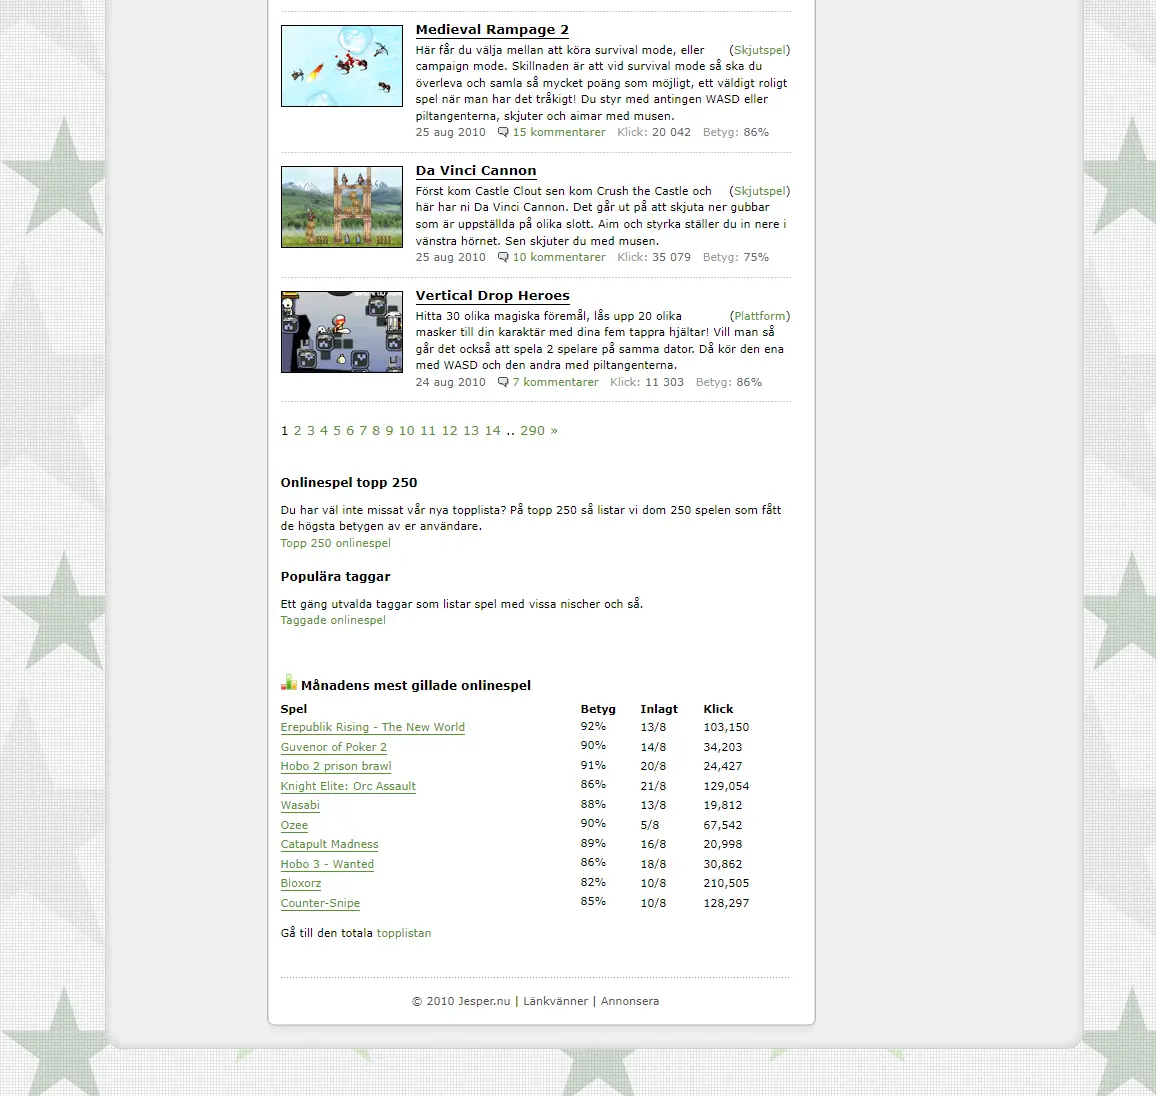 Medieval Rampage 2
Här får du välja mellan att köra survival mode, eller (Skjutspel)
campaign mode. Skillnaden är att vid survival mode så ska du
överleva och samla så mycket poäng som möjligt, ett väldigt roligt
spel när man har det tråkigt! Du styr med antingen WASD eller
piltangenterna, skjuter och aimar med musen.
25 aug 2010 15 kommentarer Klick: 20 042 Betyg: 86%
Da Vinci Cannon
Först kom Castle Clout sen kom Crush the Castle och (Skjutspel)
här har ni Da Vinci Cannon. Det går ut på att skjuta ner gubbar
som är uppställda på olika slott. Aim och styrka ställer du in nere i
vänstra hörnet. Sen skjuter du med musen.
25 aug 2010 10 kommentarer Klick: 35 079 Betyg: 75%
Vertical Drop Heroes
Hitta 30 olika magiska föremål, lås upp 20 olika (Plattform)
masker till din karaktär med dina fem tappra hjältar! Vill man så
går det också att spela 2 spelare på samma dator. Då kör den ena
med WASD och den andra med piltangenterna.
24 aug 2010 7 kommentarer Klick: 11 303 Betyg: 86%
1 2 3 4 5 6 7 8 9 10 11 12 13 14 .. 290 »
Onlinespel topp 250
Du har väl inte missat vår nya topplista? På topp 250 så listar vi dom 250 spelen som fått
de högsta betygen av er användare.
Topp 250 onlinespel
Populära taggar
Ett gäng utvalda taggar som listar spel med vissa nischer och så.
Taggade onlinespel
Månadens mest gillade onlinespel
Spel Betyg Inlagt Klick
Erepublik Rising - The New World 92% 13/8 103,150
Guvenor of Poker 2 90% 14/8 34,203
Hobo 2 prison brawl 91% 20/8 24,427
Knight Elite: Orc Assault 86% 21/8 129,054
Wasabi 88% 13/8 19,812
Ozee 90% 5/8 67,542
Catapult Madness 89% 16/8 20,998
Hobo 3 - Wanted 86% 18/8 30,862
Bloxorz 82% 10/8 210,505
Counter-Snipe 85% 10/8 128,297
Gå till den totala topplistan
© 2010 Jesper.nu | Länkvänner | Annonsera